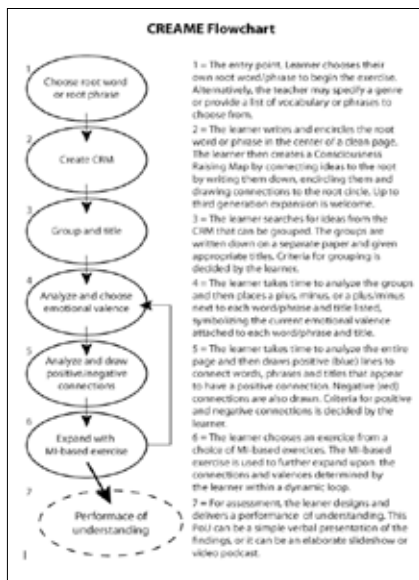 CREAME Flowchart
1
Choose root word
or root phrase
2
Create CRM
3
Group and title
4
Analyze and choose
emotional valence
5
Analyze and draw
positive/negative
connections
6
Expand with
MI-based exercise
7
Performace of
understanding
1 = The entry point. Learner chooses their
own root word/phrase to begin the exercise.
Alternatively, the teacher may specify a genre
or provide a list of vocabulary or phrases to
choose from.
2 = The learner writes and encircles the root
word or phrase in the center of a clean page.
The learner then creates a Consciousness
Raising Map by connecting ideas to the root
by writing them down, encircling them and
drawing connections to the root circle. Up to
third generation expansion is welcome.
3 = The learner searches for ideas from the
CRM that can be grouped. The groups are
written down on a separate paper and given
appropriate titles. Criteria for grouping is
decided by the learner.
4 = The learner takes time to analyze the groups
and then places a plus, minus, or a plus/minus
next to each word/phrase and title listed,
symbolizing the current emotional valence
attached to each word/phrase and title.
5 = The learner takes time to analyze the entire
page and then draws positive (blue) lines to
connect words, phrases and titles that appear
to have a positive connection. Negative (red)
connections are also drawn. Criteria for positive
and negative connections is decided by the
learner.
6 = The learner chooses an exercice from a
choice of MI-based exercices. The MI-based
exercise is used to further expand upon the
connections and valences determined by
the learner within a dynamic loop.
7 = For assessment, the leaner designs and
delivers a performance of understanding. This
PoU can be a simple verbal presentation of the
findings, or it can be an elaborate slideshow or
video podcast.